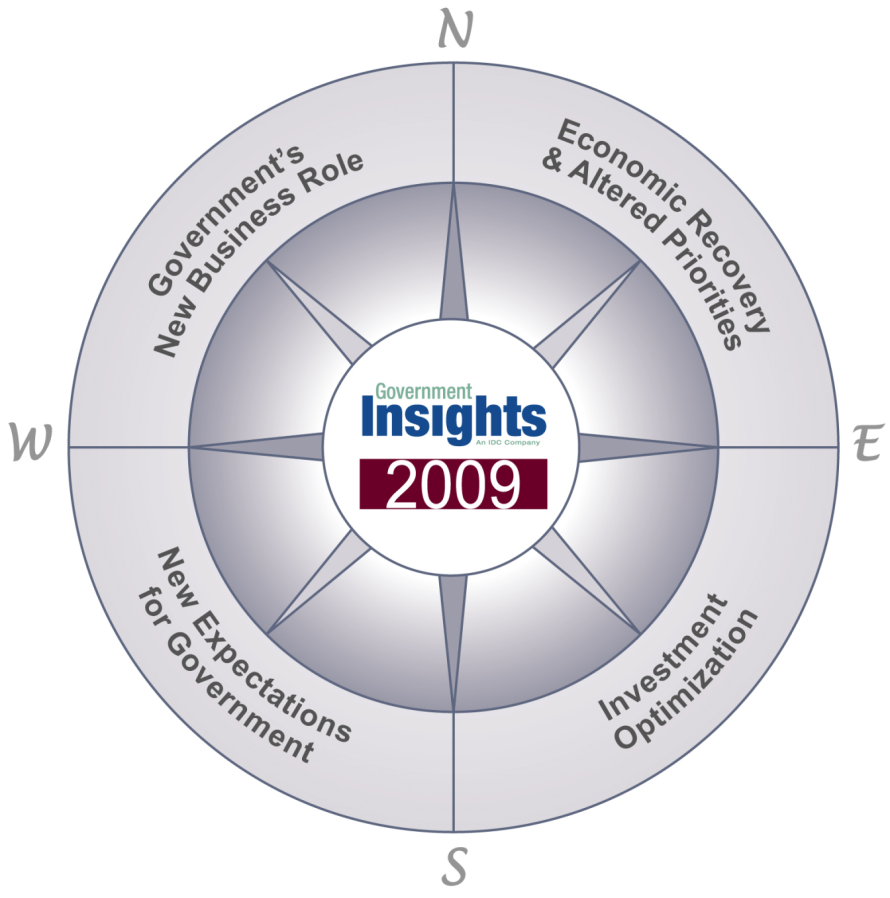 N
Government's
New Business Role
Economic Recovery
& Altered Priorities
W
Government
Insights
An IDC Company
2009
E
New Expectations
for Government
Investment
Optimization
S